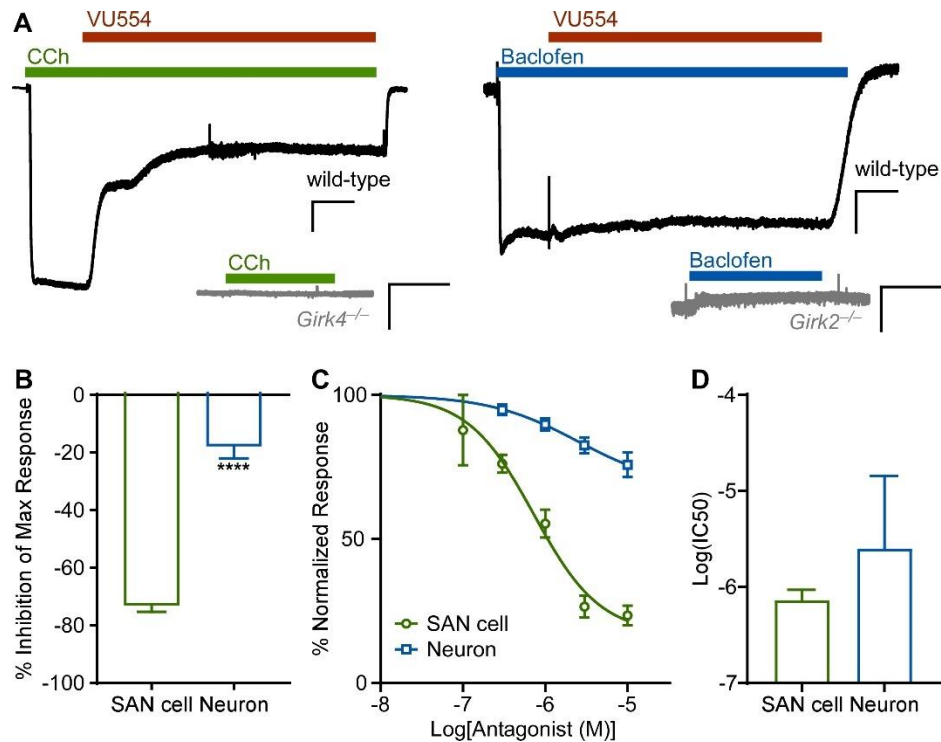 A
VU554
CCh
wild-type
CCh
Girk4–/–
VU554
Baclofen
wild-type
Baclofen
Girk2–/–
B
% Inhibition of Max Response
0
-20
-40
-60
-80
-100
****
SAN cell Neuron
C
% Normalized Response
100
50
0
SAN cell
Neuron
-8 -7 -6 -5 -4
Log[Antagonist (M)]
D
Log(IC50)
-4
-5
-6
-7
SAN cell Neuron